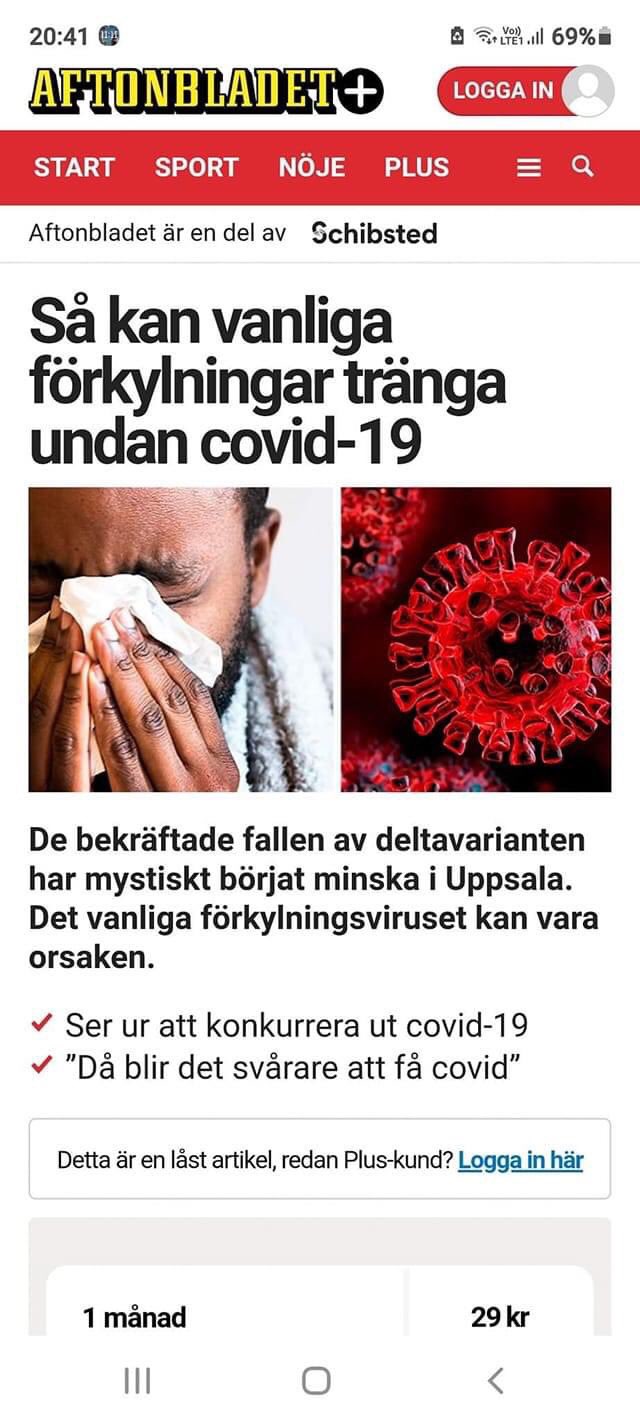 20:41 11:11 Vo)) LTE1 69%
AFTONBLADET+ LOGGA IN
START SPORT NÖJE PLUS
Aftonbladet är en del av Schibsted
Så kan vanliga
förkylningar tränga
undan covid-19
De bekräftade fallen av deltavarianten
har mystiskt börjat minska i Uppsala.
Det vanliga förkylningsviruset kan vara
orsaken.
Ser ur att konkurrera ut covid-19
”Då blir det svårare att få covid”
Detta är en låst artikel, redan Plus-kund? Logga in här
1 månad 29 kr